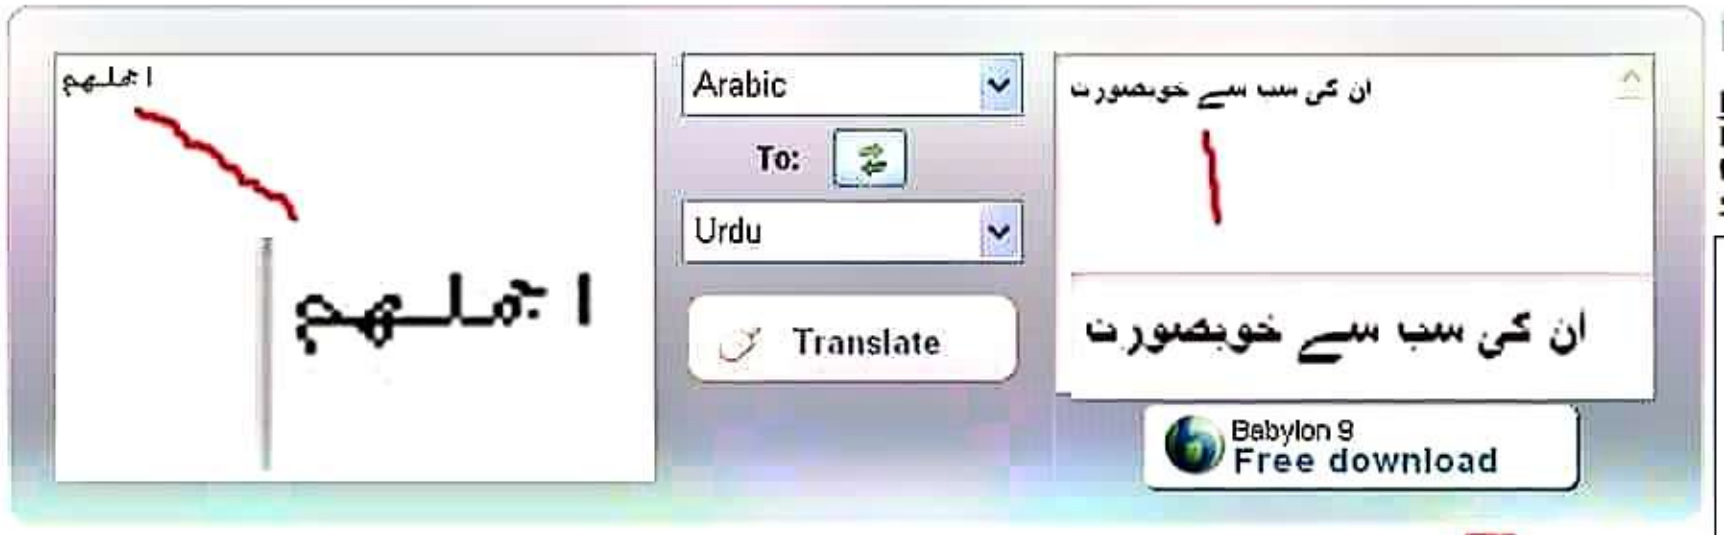 اجملهم
Arabic
ان کی سب سے خوبصورت
To:
Urdu
اجملهم
Translate
ان کی سب سے خوبصورت
Babylon 9
Free download